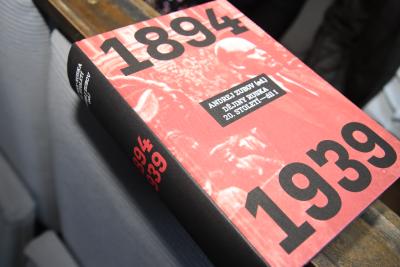 1894
ANDREJ ZUBOV (ed.)
DĚJINY RUSKA
20. STOLETÍ—díl I
1939
1894
1939